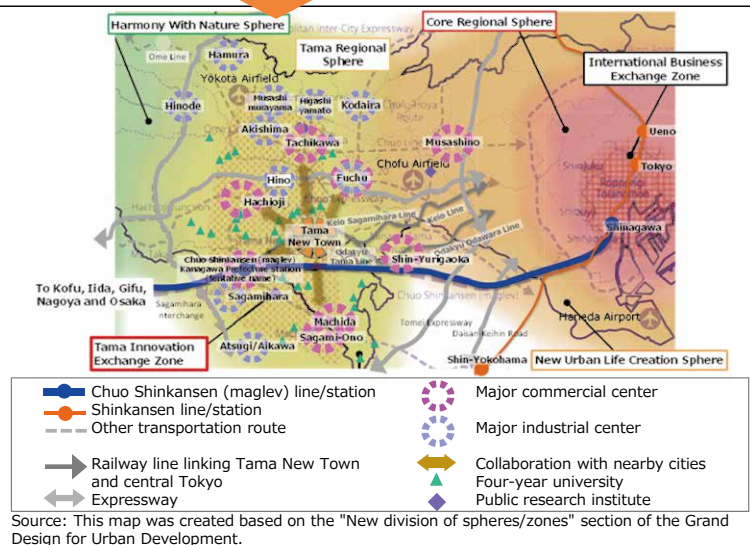 Harmony With Nature Sphere
Core Regional Sphere
Tama Regional
Sphere
International Business
Exchange Zone
Ome Line
Hamura
Yokota Airfield
Hinode
Musashi
murayama
Higashi
yamato
Kodaira
Akishima
Tachikawa
Musashino
Ueno
Chofu Airfield
Tokyo
Hino
Fuchu
Hachioji
Keio Sagamihara Line
Keio Line
Shinagawa
Tama
New Town
Odakyu
Tama Line
Odakyu Odawara Line
Shin-Yurigaoka
Chuo Shinkansen (maglev)
Kanagawa Prefecture station
(tentative name)
To Kofu, Iida, Gifu,
Nagoya and Osaka
Sagamihara
Chuo Shinkansen (maglev)
Haneda Airport
Machida
Sagami-Ono
Tomei Expressway
Tama Innovation
Exchange Zone
Atsugi/Aikawa
Shin-Yokohama
New Urban Life Creation Sphere
Chuo Shinkansen (maglev) line/station
Shinkansen line/station
Other transportation route
Railway line linking Tama New Town
and central Tokyo
Expressway
Major commercial center
Major industrial center
Collaboration with nearby cities
Four-year university
Public research institute
Source: This map was created based on the "New division of spheres/zones" section of the Grand
Design for Urban Development.